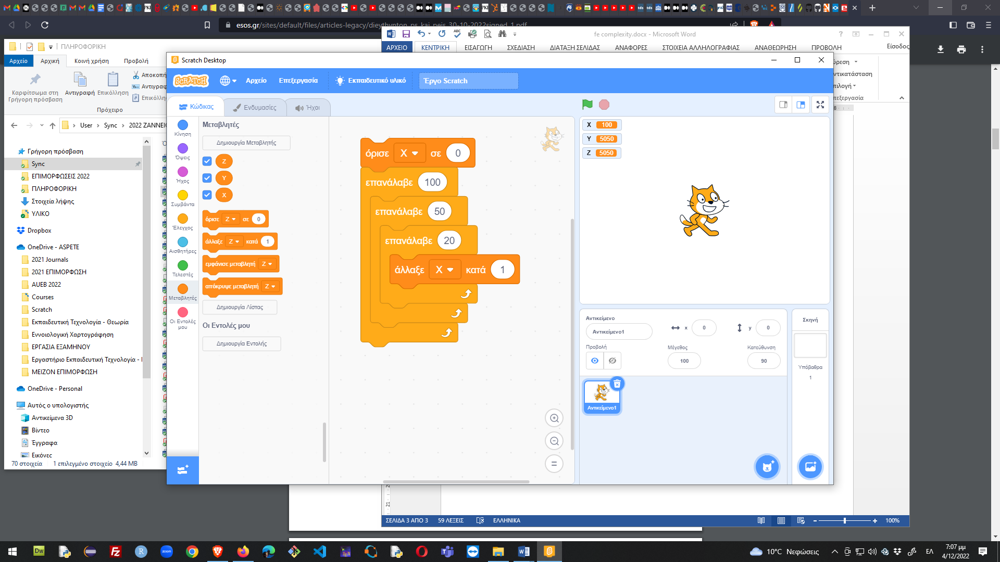 esos.gr/sites/default/files/articles-legacy/dieythynton_ps_kai_peis_30-10-2022signed_1.pdf
ΠΛΗΡΟΦΟΡΙΚΗ
Αρχείο
Αρχική
Κοινή χρήση
Προβολή
Καρφίτσωμα στη
Γρήγορη πρόσβαση
Αντιγραφή
Επικόλληση
Αποκοπή
Πρόχειρο
User
Sync
2022 ΖΑΝΝΕΙΟ
Γρήγορη πρόσβαση
Sync
ΕΠΙΜΟΡΦΩΣΕΙΣ 2022
ΠΛΗΡΟΦΟΡΙΚΗ
Στοιχεία λήψης
ΥΛΙΚΟ
Dropbox
OneDrive - ASPETE
2021 Journals
2021 ΕΠΙΜΟΡΦΩΣΗ
AUEB 2022
Courses
Scratch
Εκπαιδευτική Τεχνολογία - Θεωρία
Εννοιολογική Χαρτογράφηση
ΕΡΓΑΣΙΑ ΕΞΑΜΗΝΟΥ
Εργαστήριο Εκπαιδευτική Τεχνολογία -
ΜΕΙΖΟΝ ΕΠΙΜΟΡΦΩΣΗ
OneDrive - Personal
Αυτός ο υπολογιστής
Αντικείμενα 3D
Βίντεο
Έγγραφα
Εικόνες
70 στοιχεία
1 επιλεγμένο στοιχείο 4,44 MB
fe complexity.docx - Microsoft Word
ΑΡΧΕΙΟ
ΚΕΝΤΡΙΚΗ
ΕΙΣΑΓΩΓΗ
ΣΧΕΔΙΑΣΗ
ΔΙΑΤΑΞΗ ΣΕΛΙΔΑΣ
ΑΝΑΦΟΡΕΣ
ΣΤΟΙΧΕΙΑ ΑΛΛΗΛΟΓΡΑΦΙΑΣ
ΑΝΑΘΕΩΡΗΣΗ
ΠΡΟΒΟΛΗ
Είσοδος
Scratch Desktop
SCRATCH
Αρχείο
Επεξεργασία
Εκπαιδευτικό υλικό
Έργο Scratch
Κώδικας
Ενδυμασίες
Ήχοι
Κίνηση
Όψεις
Ήχος
Συμβάντα
Έλεγχος
Αισθητήρες
Τελεστές
Μεταβλητές
Οι Εντολές
μου
Μεταβλητές
Δημιουργία Μεταβλητής
Z
Y
X
όρισε Z σε 0
άλλαξε Z κατά 1
εμφάνισε μεταβλητή Z
απόκρυψε μεταβλητή Z
Δημιουργία Λίστας
Οι Εντολές μου
Δημιουργία Εντολής
όρισε X σε 0
επανάλαβε 100
επανάλαβε 50
επανάλαβε 20
άλλαξε X κατά 1
X 100
Y 5050
Z 5050
Αντικείμενο
Αντικείμενο1
x 0
y 0
Προβολή
Μέγεθος
100
Κατεύθυνση
90
Αντικείμενο1
Σκηνή
Υπόβαθρα
1
ΣΕΛΙΔΑ 3 ΑΠΟ 3
59 ΛΕΞΕΙΣ
ΕΛΛΗΝΙΚΑ
100%
10°C Νεφώσεις
ΕΛ
7:07 μμ
4/12/2022